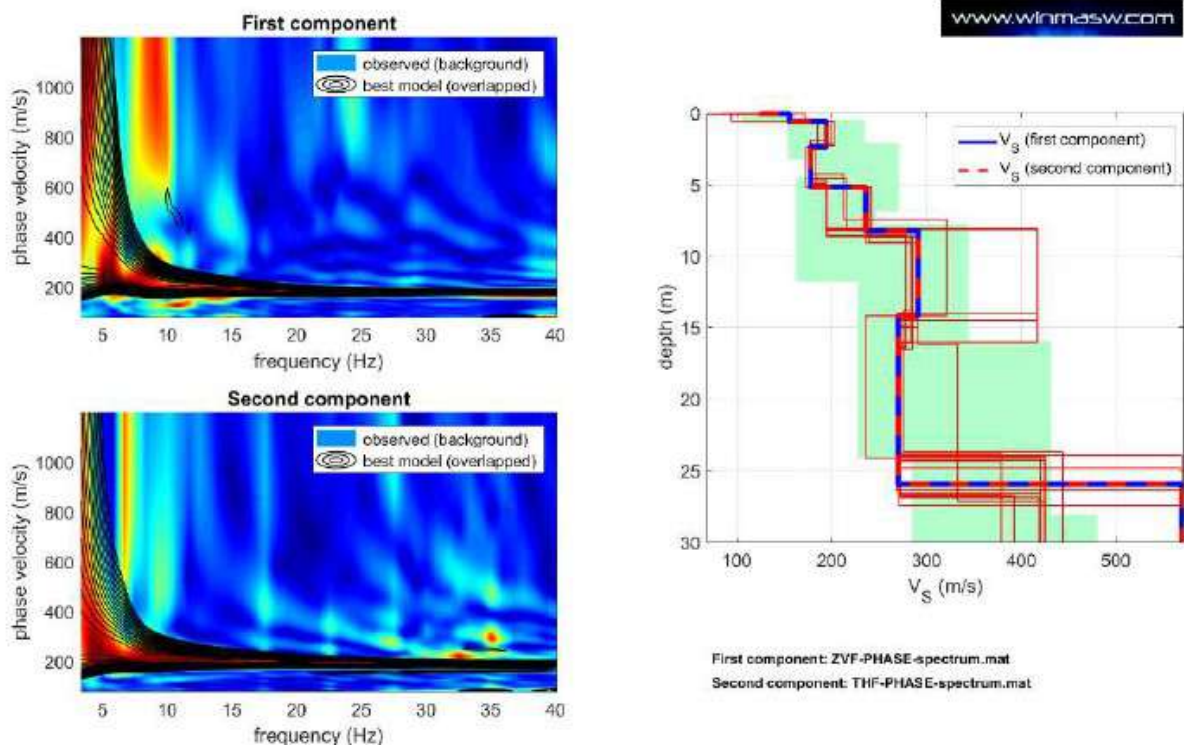 www.winmasw.com
First component
observed (background)
best model (overlapped)
phase velocity (m/s)
1000
800
600
400
200
5 10 15 20 25 30 35 40
frequency (Hz)
Second component
observed (background)
best model (overlapped)
phase velocity (m/s)
1000
800
600
400
200
5 10 15 20 25 30 35 40
frequency (Hz)
V_S (first component)
V_S (second component)
depth (m)
0
5
10
15
20
25
30
100 200 300 400 500
V_S (m/s)
First component: ZVF-PHASE-spectrum.mat
Second component: THF-PHASE-spectrum.mat